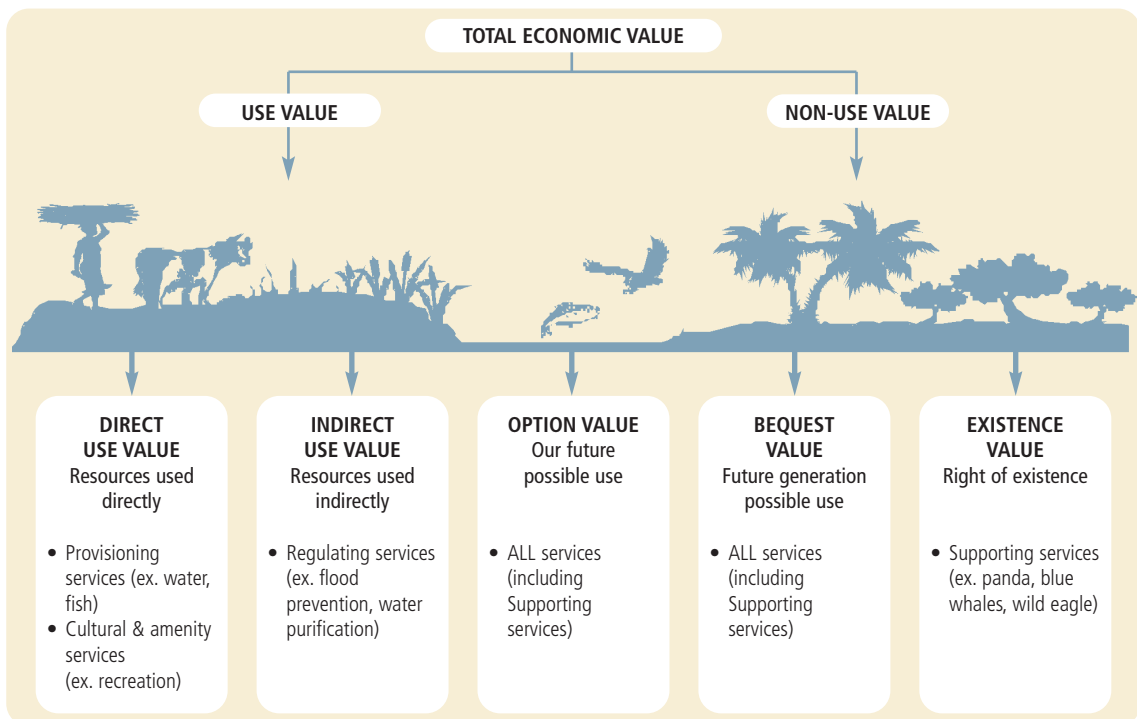 TOTAL ECONOMIC VALUE
USE VALUE
NON-USE VALUE
DIRECT
USE VALUE
Resources used
directly
• Provisioning
services (ex. water,
fish)
• Cultural & amenity
services
(ex. recreation)
INDIRECT
USE VALUE
Resources used
indirectly
• Regulating services
(ex. flood
prevention, water
purification)
OPTION VALUE
Our future
possible use
• ALL services
(including
Supporting
services)
BEQUEST
VALUE
Future generation
possible use
• ALL services
(including
Supporting
services)
EXISTENCE
VALUE
Right of existence
• Supporting services
(ex. panda, blue
whales, wild eagle)